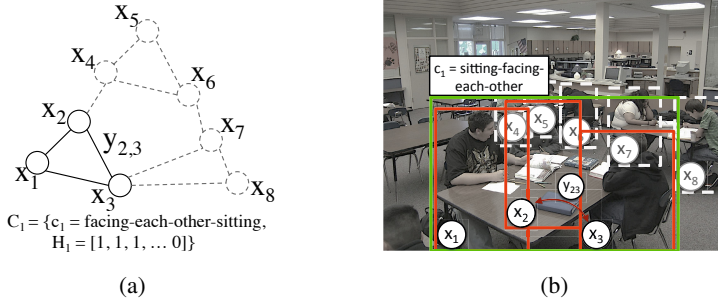 x₅
x₄
x₆
x₂
y₂,₃
x₇
x₁
x₃
x₈
C₁ = {c₁ = facing-each-other-sitting,
H₁ = [1, 1, 1, ... 0]}
(a)
c₁ = sitting-facing-
each-other
x₄
x₅
x₇
x₈
y₂₃
x₂
x₁
x₃
(b)